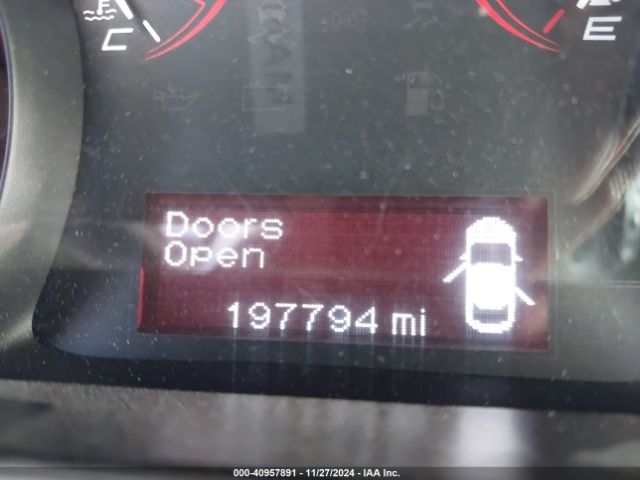 C
E
Doors
Open
197794 mi
000-40957891 - 11/27/2024 - IAA Inc.